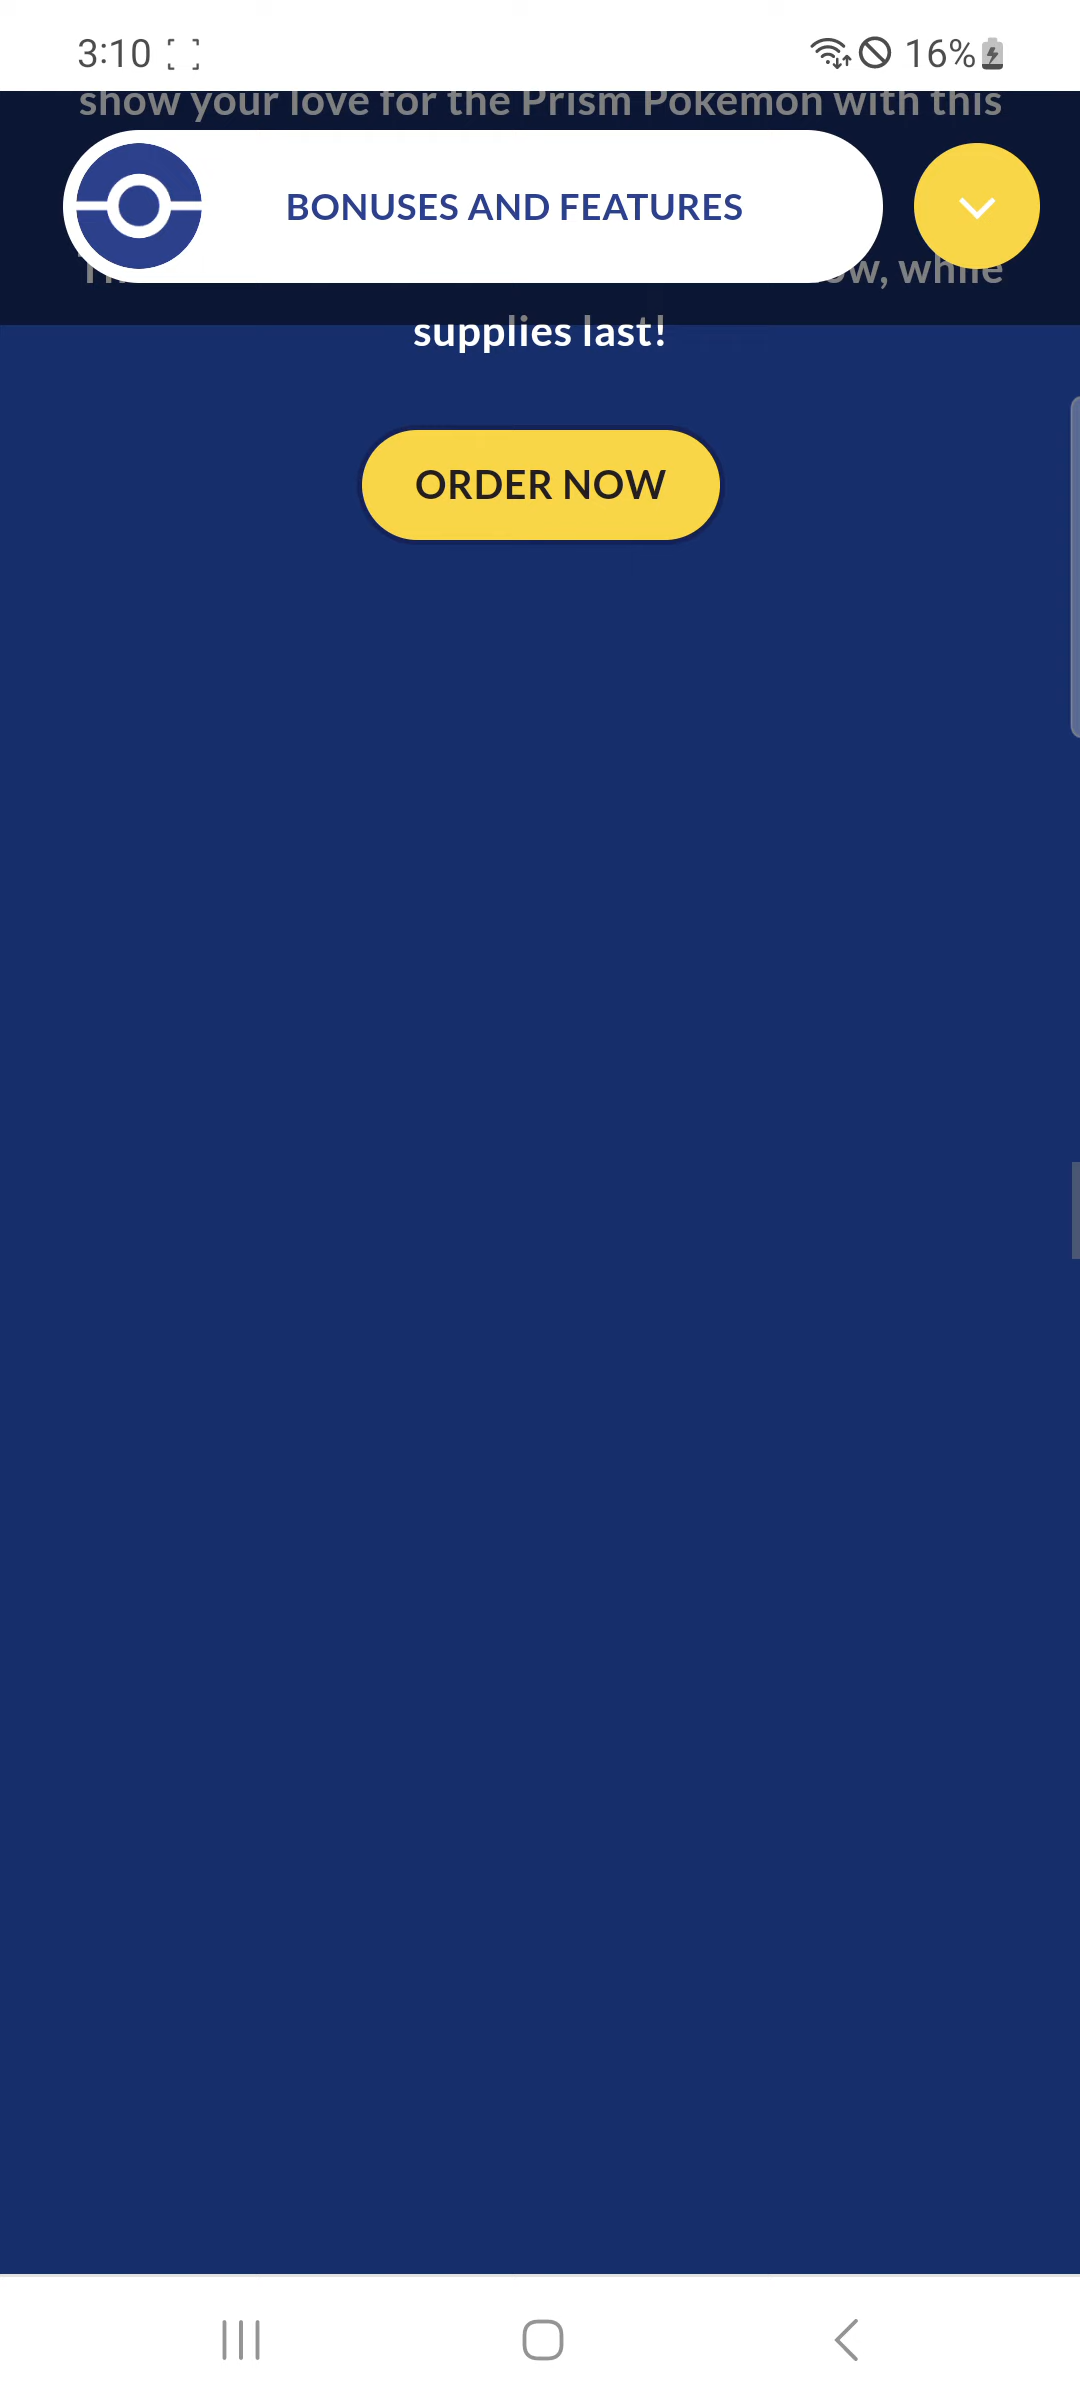 3:10
16%
show your love for the Prism Pokemon with this
BONUSES AND FEATURES
while
supplies last!
ORDER NOW